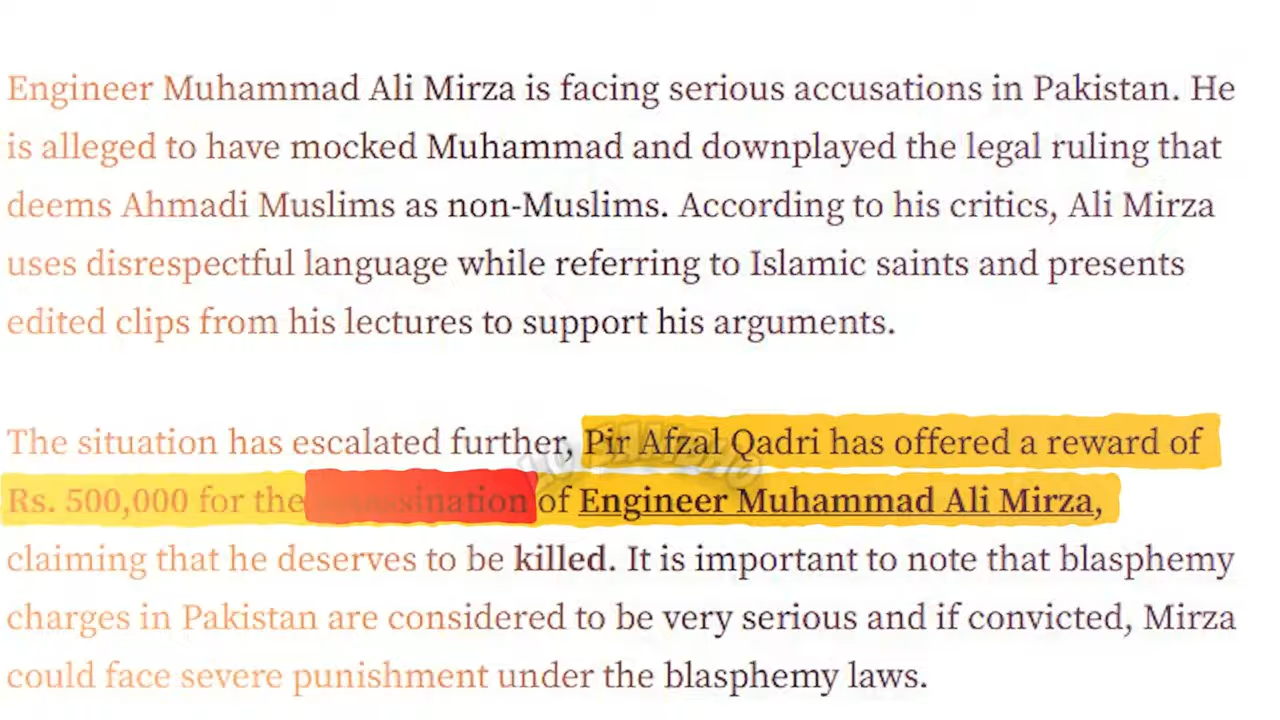 Engineer Muhammad Ali Mirza is facing serious accusations in Pakistan. He
is alleged to have mocked Muhammad and downplayed the legal ruling that
deems Ahmadi Muslims as non-Muslims. According to his critics, Ali Mirza
uses disrespectful language while referring to Islamic saints and presents
edited clips from his lectures to support his arguments.
The situation has escalated further, Pir Afzal Qadri has offered a reward of
Rs. 500,000 for the assassination of Engineer Muhammad Ali Mirza,
claiming that he deserves to be killed. It is important to note that blasphemy
charges in Pakistan are considered to be very serious and if convicted, Mirza
could face severe punishment under the blasphemy laws.